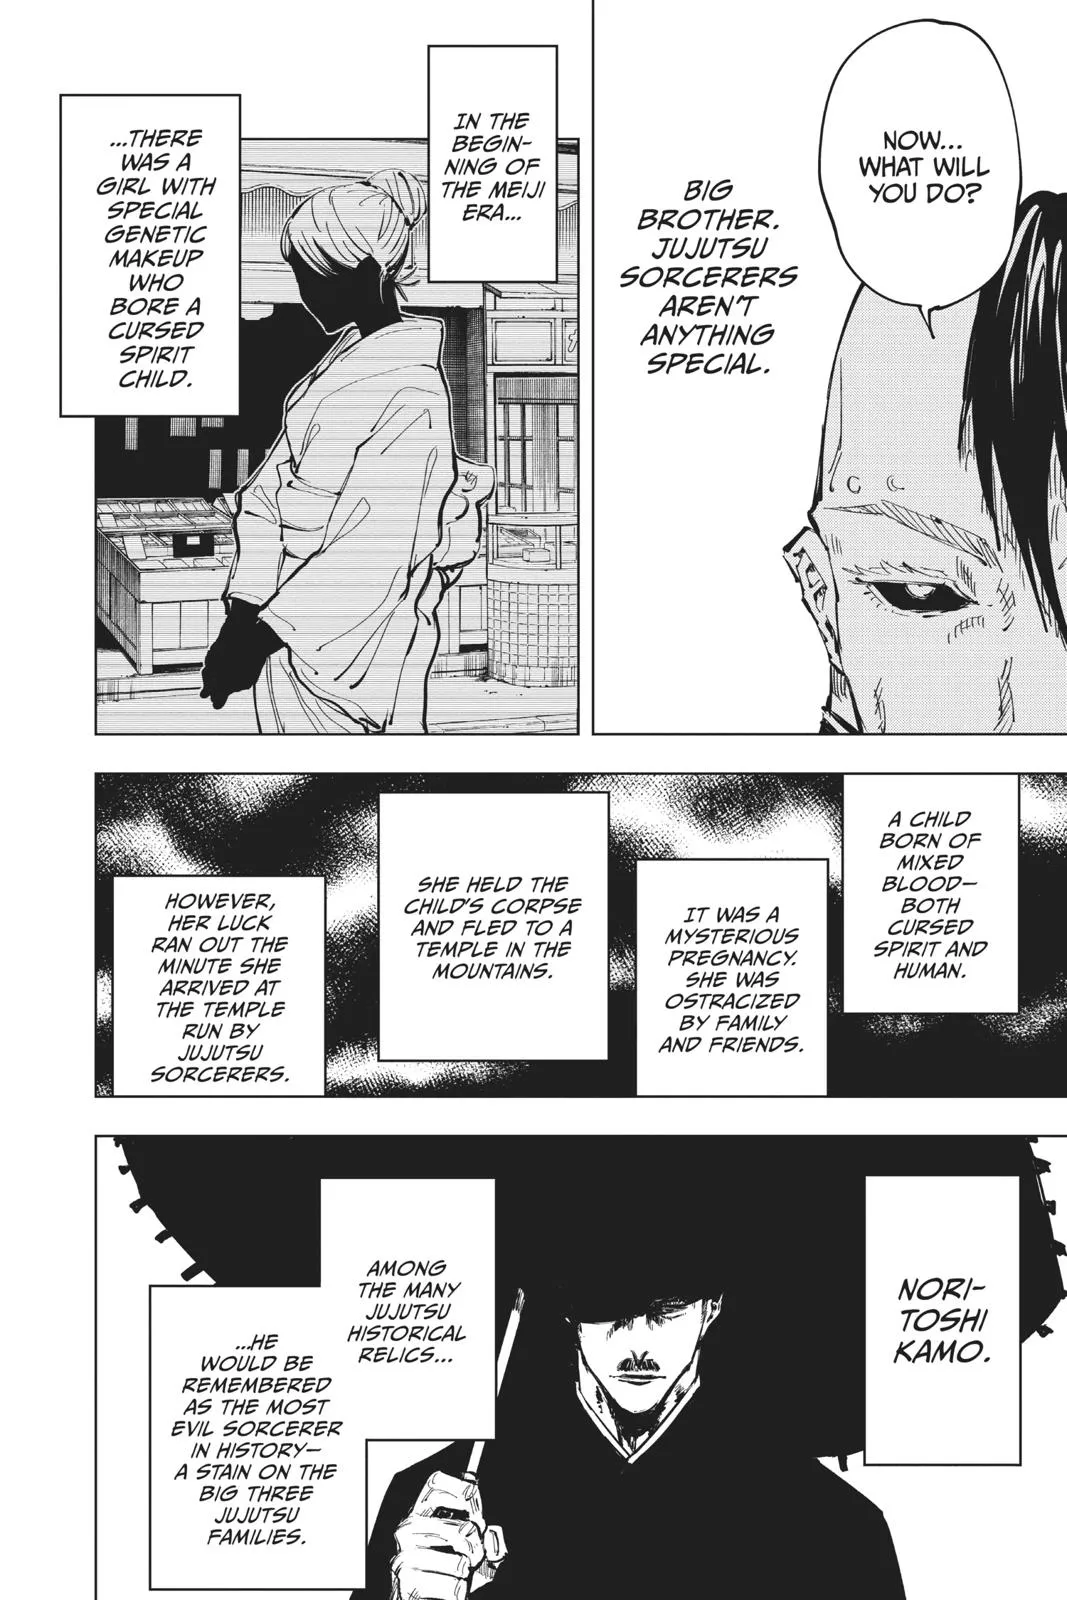 NOW...
WHAT WILL
YOU DO?
BIG
BROTHER.
JUJUTSU
SORCERERS
AREN'T
ANYTHING
SPECIAL.
IN THE
BEGIN-
NING OF
THE MEIJI
ERA...
...THERE
WAS A
GIRL WITH
SPECIAL
GENETIC
MAKEUP
WHO
BORE A
CURSED
SPIRIT
CHILD.
A CHILD
BORN OF
MIXED
BLOOD—
BOTH
CURSED
SPIRIT AND
HUMAN.
IT WAS A
MYSTERIOUS
PREGNANCY.
SHE WAS
OSTRACIZED
BY FAMILY
AND FRIENDS.
SHE HELD THE
CHILD'S CORPSE
AND FLED TO A
TEMPLE IN THE
MOUNTAINS.
HOWEVER,
HER LUCK
RAN OUT THE
MINUTE SHE
ARRIVED AT
THE TEMPLE
RUN BY
JUJUTSU
SORCERERS.
NORI-
TOSHI
KAMO.
AMONG
THE MANY
JUJUTSU
HISTORICAL
RELICS...
...HE
WOULD BE
REMEMBERED
AS THE MOST
EVIL SORCERER
IN HISTORY—
A STAIN ON THE
BIG THREE
JUJUTSU
FAMILIES.